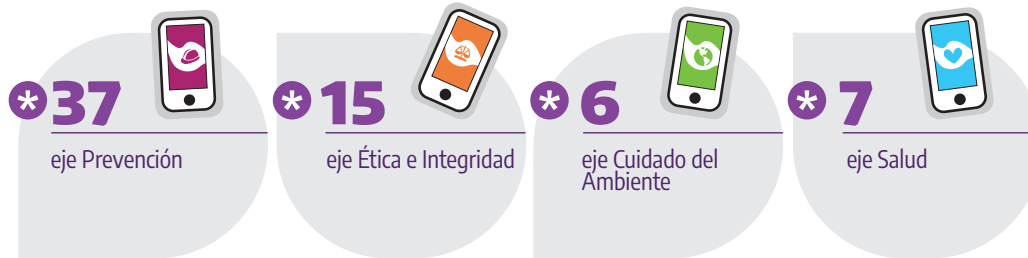 *37
eje Prevención
*15
eje Ética e Integridad
*6
eje Cuidado del
Ambiente
*7
eje Salud